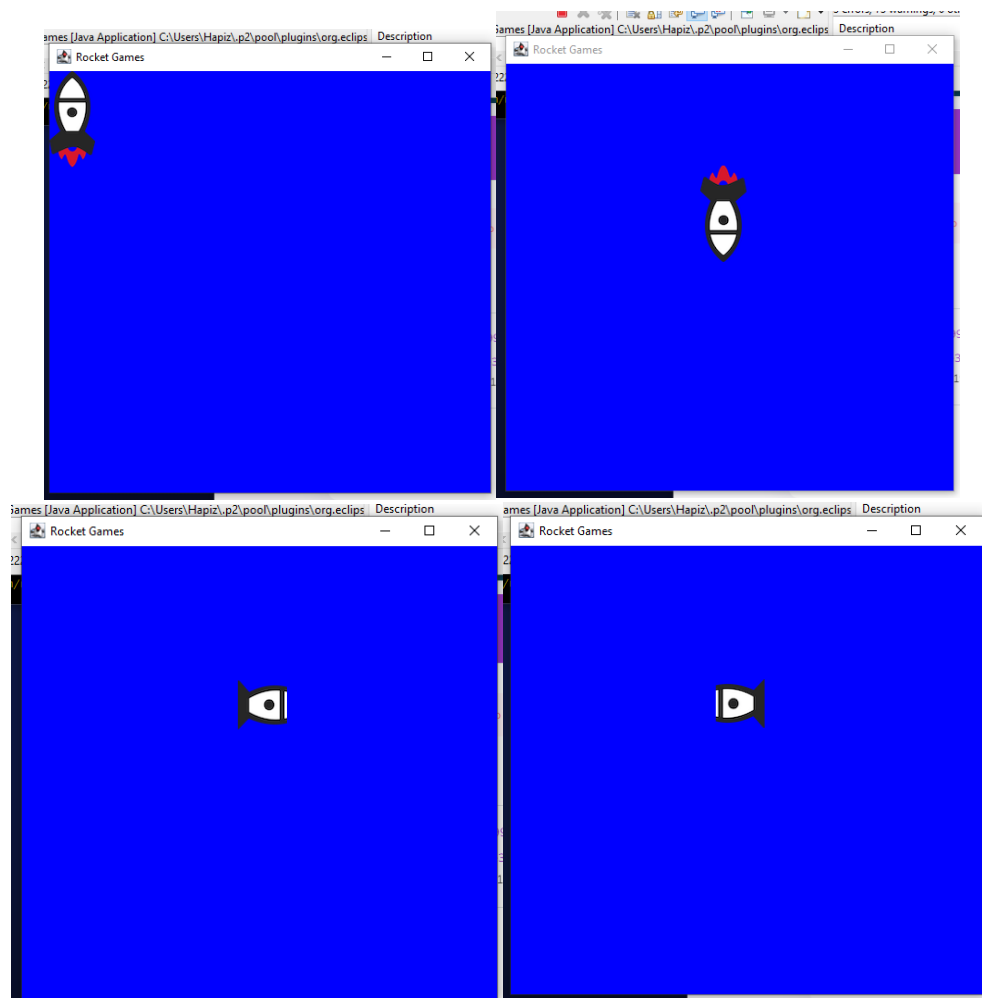 ames [Java Application] C:\Users\Hapiz\.p2\pool\plugins\org.eclips Description
Rocket Games
Games [Java Application] C:\Users\Hapiz\.p2\pool\plugins\org.eclips Description
Rocket Games
Games [Java Application] C:\Users\Hapiz\.p2\pool\plugins\org.eclips Description
Rocket Games
22
ames [Java Application] C:\Users\Hapiz\.p2\pool\plugins\org.eclips Description
Rocket Games